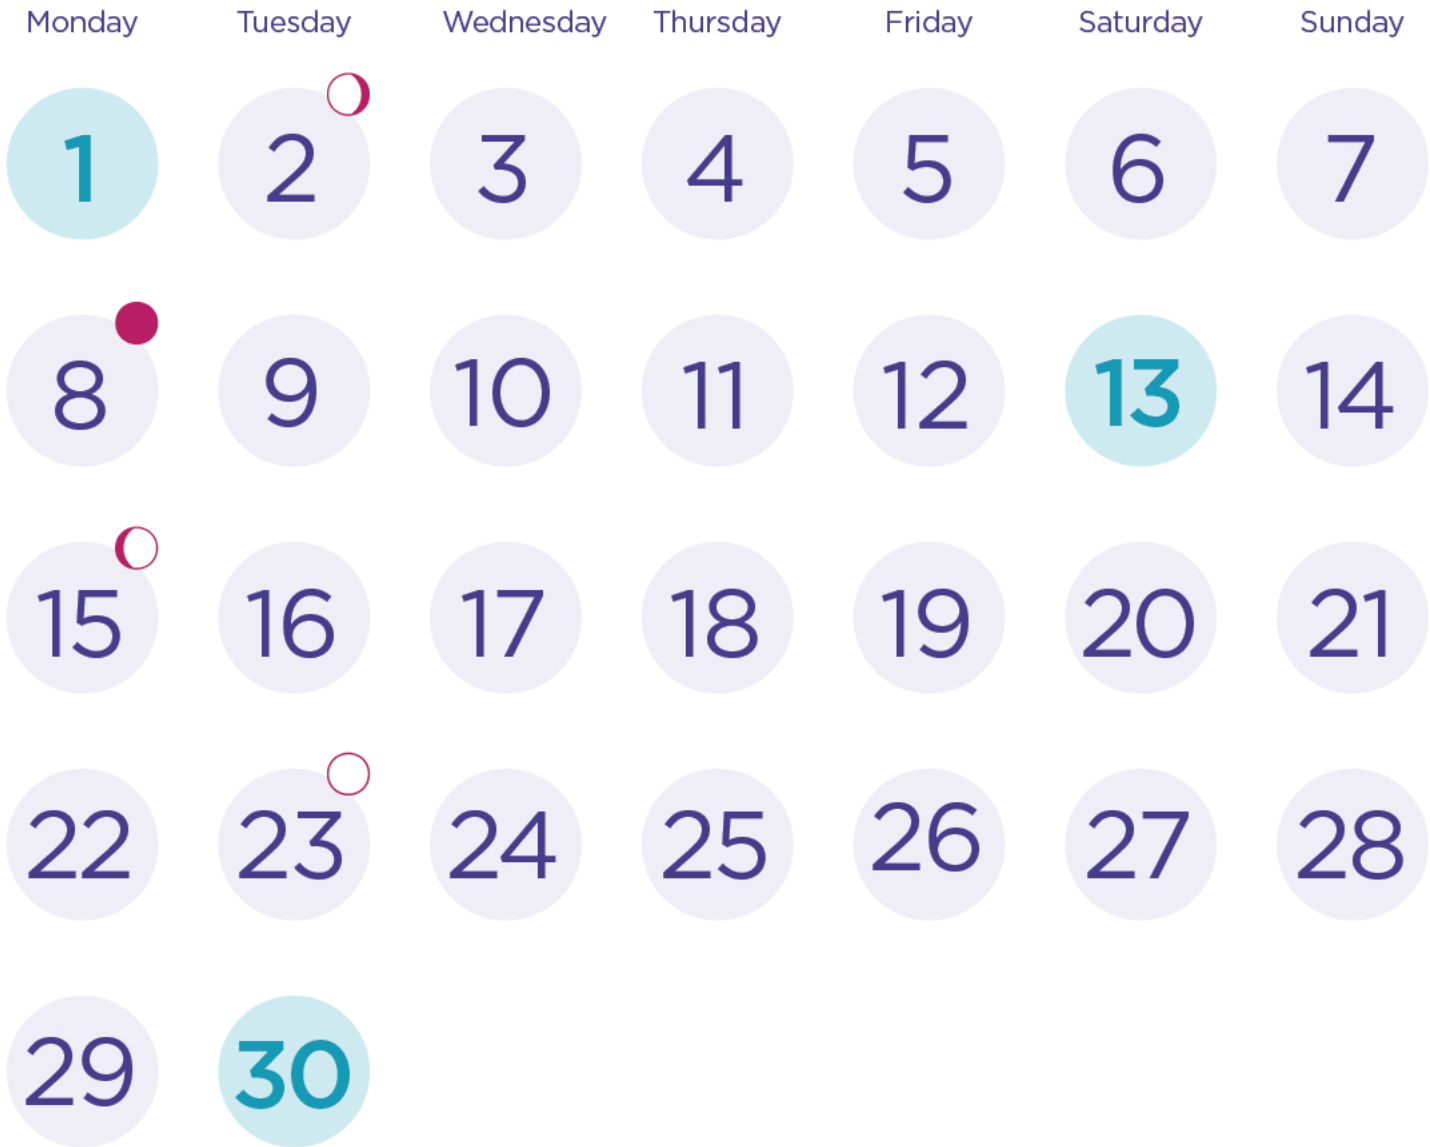 Monday Tuesday Wednesday Thursday Friday Saturday Sunday
1 2 3 4 5 6 7
8 9 10 11 12 13 14
15 16 17 18 19 20 21
22 23 24 25 26 27 28
29 30